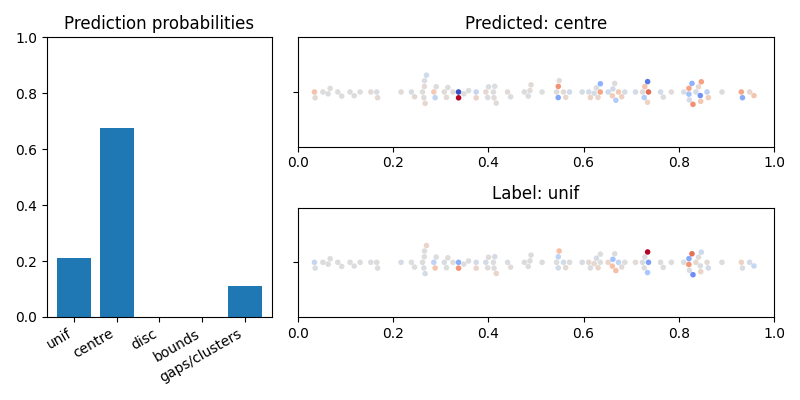 Prediction probabilities
1.0
0.8
0.6
0.4
0.2
0.0
unif
centre
disc
bounds
gaps/clusters
Predicted: centre
0.0 0.2 0.4 0.6 0.8 1.0
Label: unif
0.0 0.2 0.4 0.6 0.8 1.0